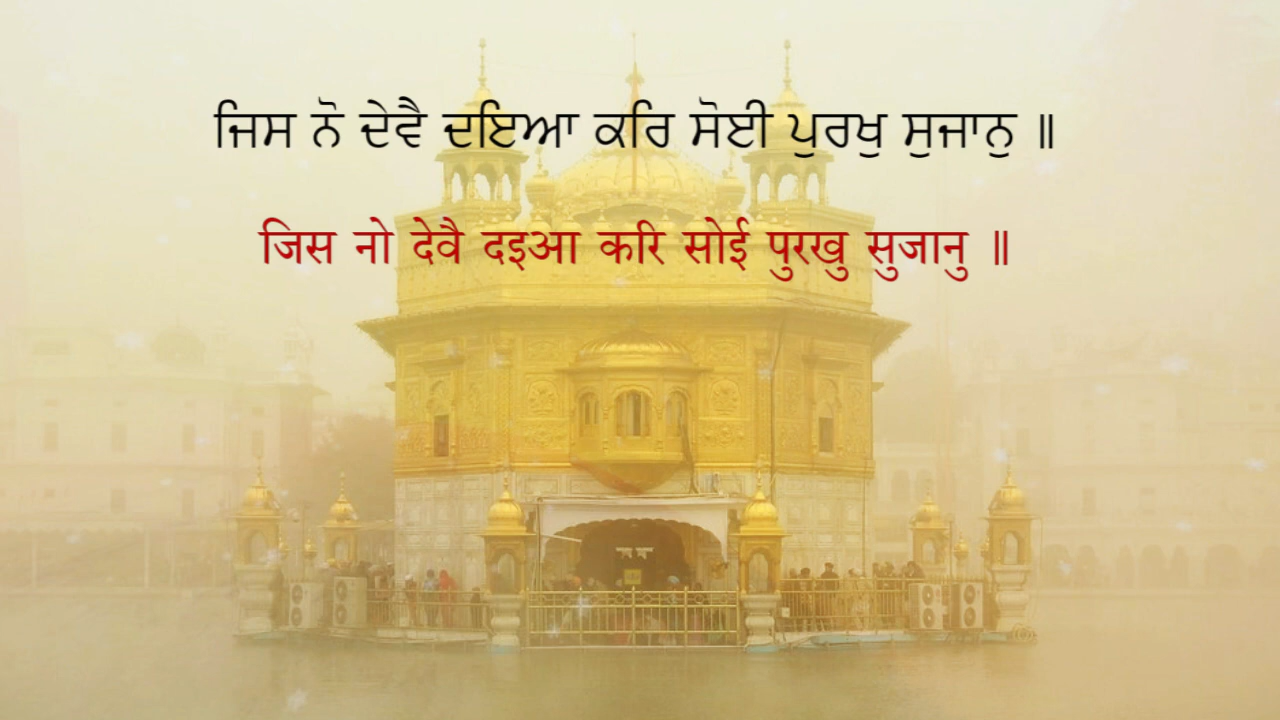 ਜਿਸ ਨੋ ਦੇਵੈ ਦਇਆ ਕਰਿ ਸੋਈ ਪੁਰਖੁ ਸੁਜਾਨੁ ॥
जिस नो देवै दइआ करि सोई पुरखु सुजानु ॥